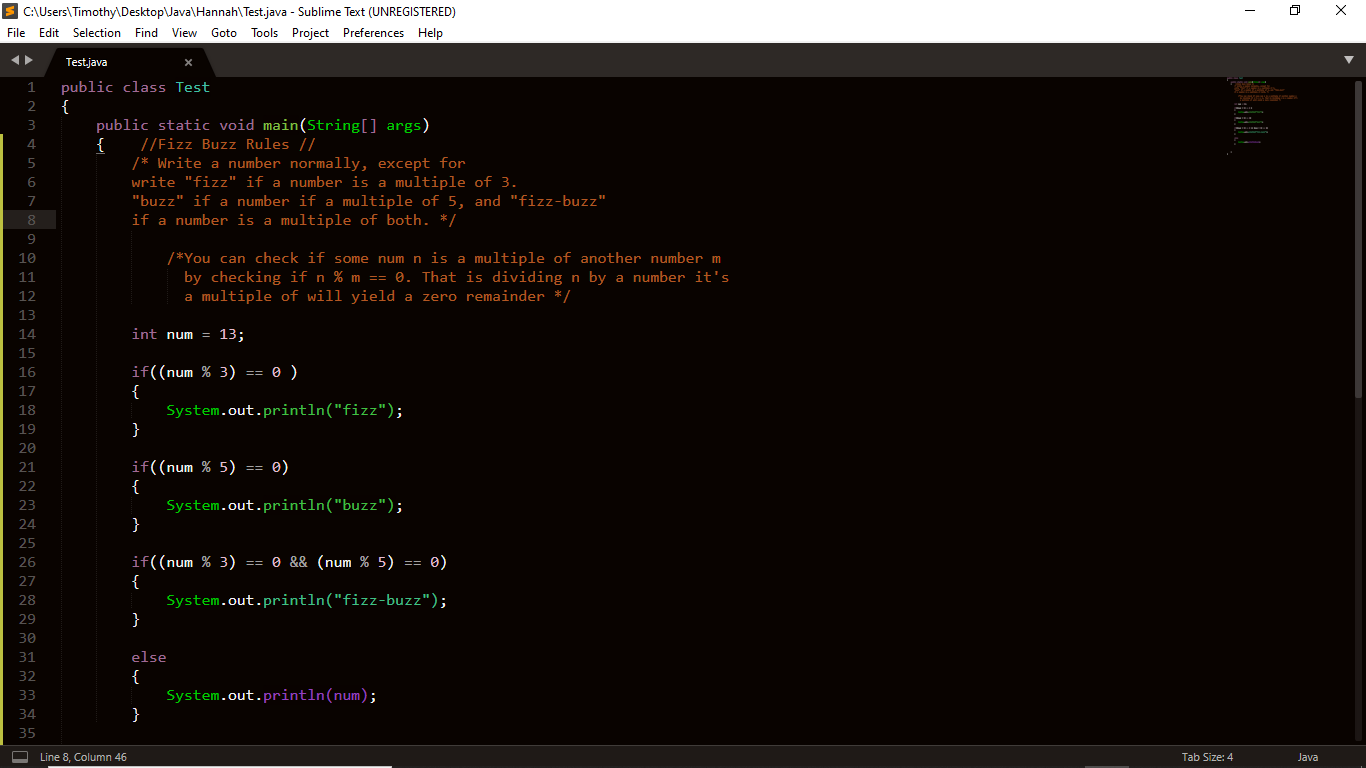 C:\Users\Timothy\Desktop\Java\Hannah\Test.java - Sublime Text (UNREGISTERED)
File Edit Selection Find View Goto Tools Project Preferences Help
Test.java
1 public class Test
2 {
3     public static void main(String[] args)
4     {    //Fizz Buzz Rules //
5         /* Write a number normally, except for
6         write "fizz" if a number is a multiple of 3.
7         "buzz" if a number if a multiple of 5, and "fizz-buzz"
8         if a number is a multiple of both. */
9
10             /*You can check if some num n is a multiple of another number m
11               by checking if n % m == 0. That is dividing n by a number it's
12               a multiple of will yield a zero remainder */
13
14         int num = 13;
15
16         if((num % 3) == 0 )
17         {
18             System.out.println("fizz");
19         }
20
21         if((num % 5) == 0)
22         {
23             System.out.println("buzz");
24         }
25
26         if((num % 3) == 0 && (num % 5) == 0)
27         {
28             System.out.println("fizz-buzz");
29         }
30
31         else
32         {
33             System.out.println(num);
34         }
35
Line 8, Column 46 Tab Size: 4 Java